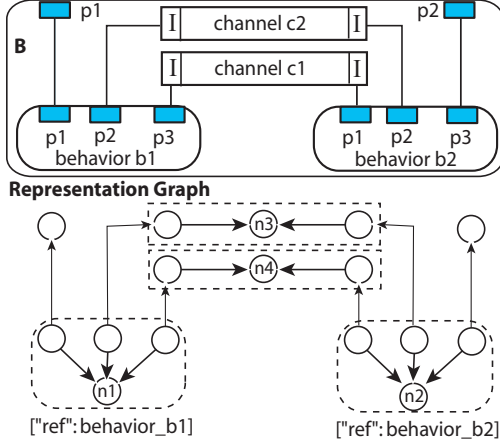 p1
p2
B
I channel c2 I
I channel c1 I
p1 p2 p3
behavior b1
p1 p2 p3
behavior b2
Representation Graph
n3
n4
n1
n2
["ref": behavior_b1]
["ref": behavior_b2]